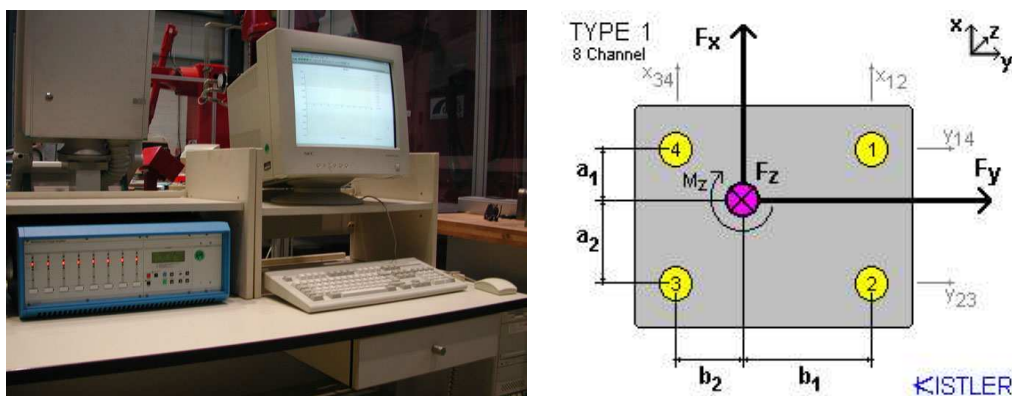 TYPE 1
8 Channel
Fx
x
z
y
x34
x12
4
1
y14
a1
Mz
Fz
Fy
a2
3
2
y23
b2
b1
KISTLER